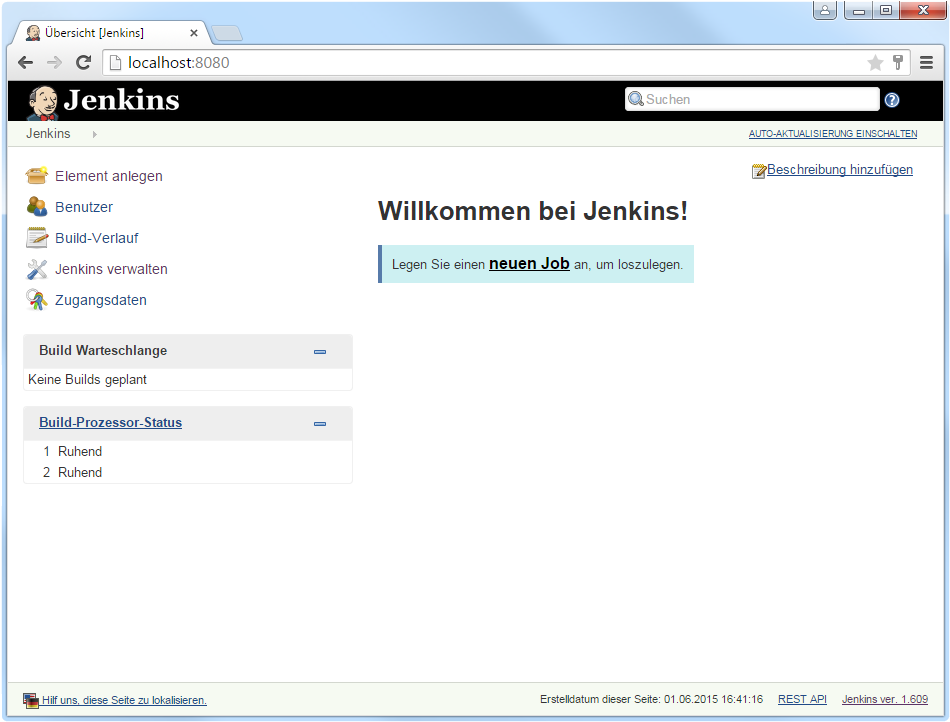 Übersicht [Jenkins]
localhost:8080
Jenkins
Suchen
Jenkins
AUTO-AKTUALISIERUNG EINSCHALTEN
Element anlegen
Benutzer
Build-Verlauf
Jenkins verwalten
Zugangsdaten
Build Warteschlange
Keine Builds geplant
Build-Prozessor-Status
1 Ruhend
2 Ruhend
Beschreibung hinzufügen
Willkommen bei Jenkins!
Legen Sie einen neuen Job an, um loszulegen.
Hilf uns, diese Seite zu lokalisieren.
Erstelldatum dieser Seite: 01.06.2015 16:41:16 REST API Jenkins ver. 1.609